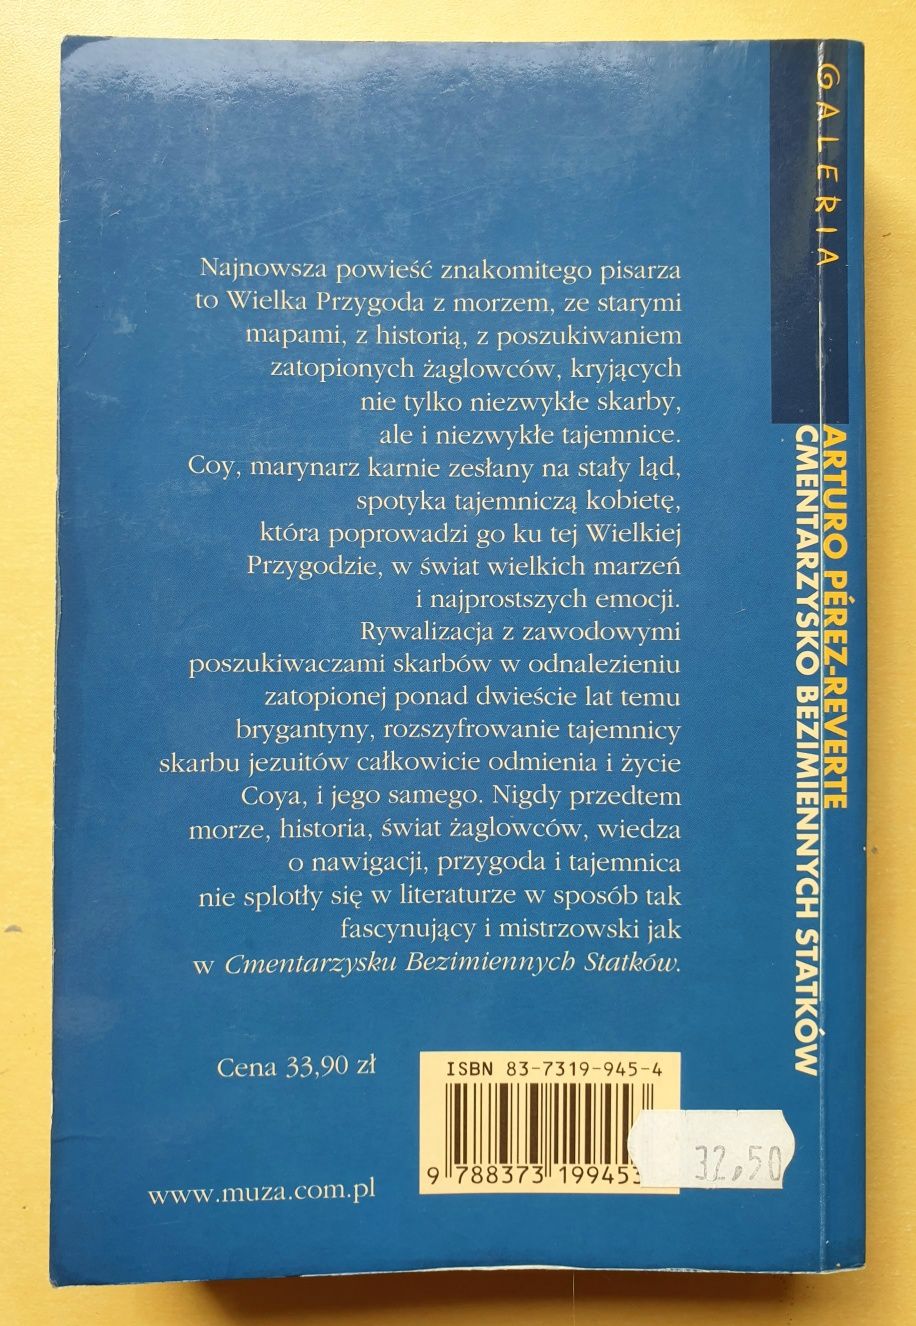 Najnowsza powieść znakomitego pisarza
to Wielka Przygoda z morzem, ze starymi
mapami, z historią, z poszukiwaniem
zatopionych żaglowców, kryjących
nie tylko niezwykłe skarby,
ale i niezwykłe tajemnice.
Coy, marynarz karnie zesłany na stały ląd,
spotyka tajemniczą kobietę,
która poprowadzi go ku tej Wielkiej
Przygodzie, w świat wielkich marzeń
i najprostszych emocji.
Rywalizacja z zawodowymi
poszukiwaczami skarbów w odnalezieniu
zatopionej ponad dwieście lat temu
brygantyny, rozszyfrowanie tajemnicy
skarbu jezuitów całkowicie odmienia i życie
Coya, i jego samego. Nigdy przedtem
morze, historia, świat żaglowców, wiedza
o nawigacji, przygoda i tajemnica
nie splotły się w literaturze w sposób tak
fascynujący i mistrzowski jak
w Cmentarzysku Bezimiennych Statków.
Cena 33,90 zł
www.muza.com.pl
ISBN 83-7319-945-4
9 788373 199453
32,50
GALERIA
ARTURO PÉREZ-REVERTE
CMENTARZYSKO BEZIMIENNYCH STATKÓW